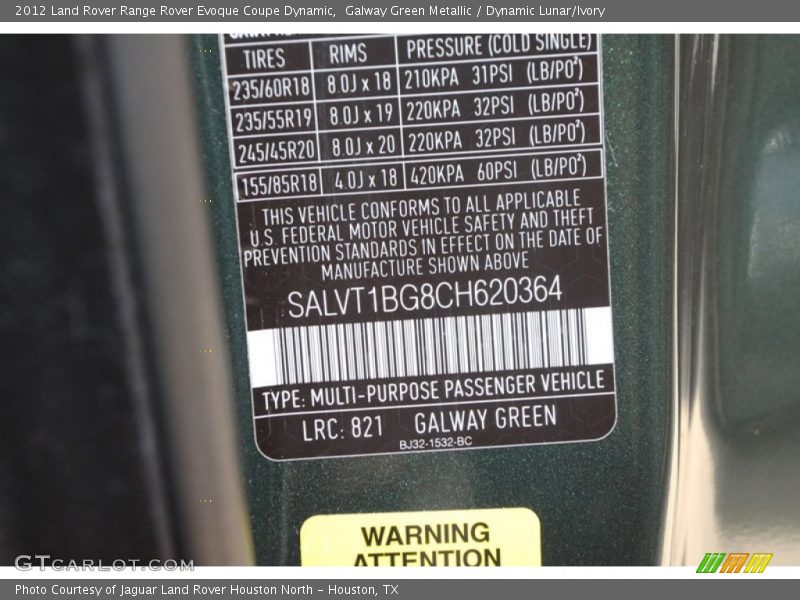 2012 Land Rover Range Rover Evoque Coupe Dynamic,  Galway Green Metallic / Dynamic Lunar/Ivory
TIRES RIMS PRESSURE (COLD SINGLE)
235/60R18 8.0J x 18 210KPA 31PSI (LB/PO²)
235/55R19 8.0J x 19 220KPA 32PSI (LB/PO²)
245/45R20 8.0J x 20 220KPA 32PSI (LB/PO²)
155/85R18 4.0J x 18 420KPA 60PSI (LB/PO²)
THIS VEHICLE CONFORMS TO ALL APPLICABLE
U.S. FEDERAL MOTOR VEHICLE SAFETY AND THEFT
PREVENTION STANDARDS IN EFFECT ON THE DATE OF
MANUFACTURE SHOWN ABOVE
SALVT1BG8CH620364
TYPE: MULTI-PURPOSE PASSENGER VEHICLE
LRC: 821 GALWAY GREEN
BJ32-1532-BC
WARNING
ATTENTION
GTCARLOT.COM
Photo Courtesy of Jaguar Land Rover Houston North - Houston, TX